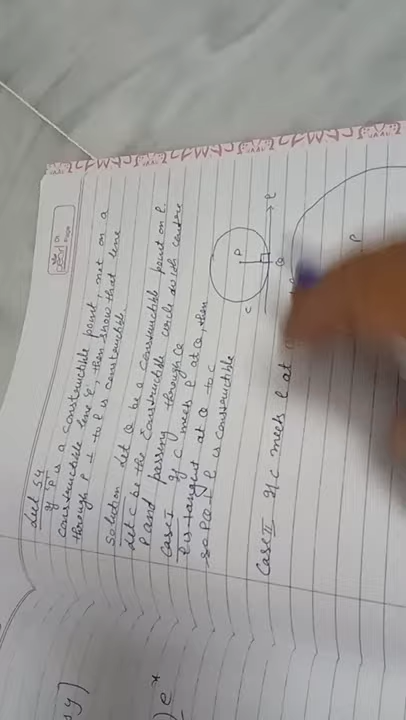 Lect 54
If 'P' is a constructible point, not on a
constructible line l, then show that line
through P ⊥ to l is constructible
Solution Let Q be a constructible point on l.
Let C be the constructible circle with centre
P and passing through Q
Case I If C meets l at Q, then
l is tangent at Q to C
so PQ ⊥ l is constructible
P
C
Q
l
Case II If C meets l at
P